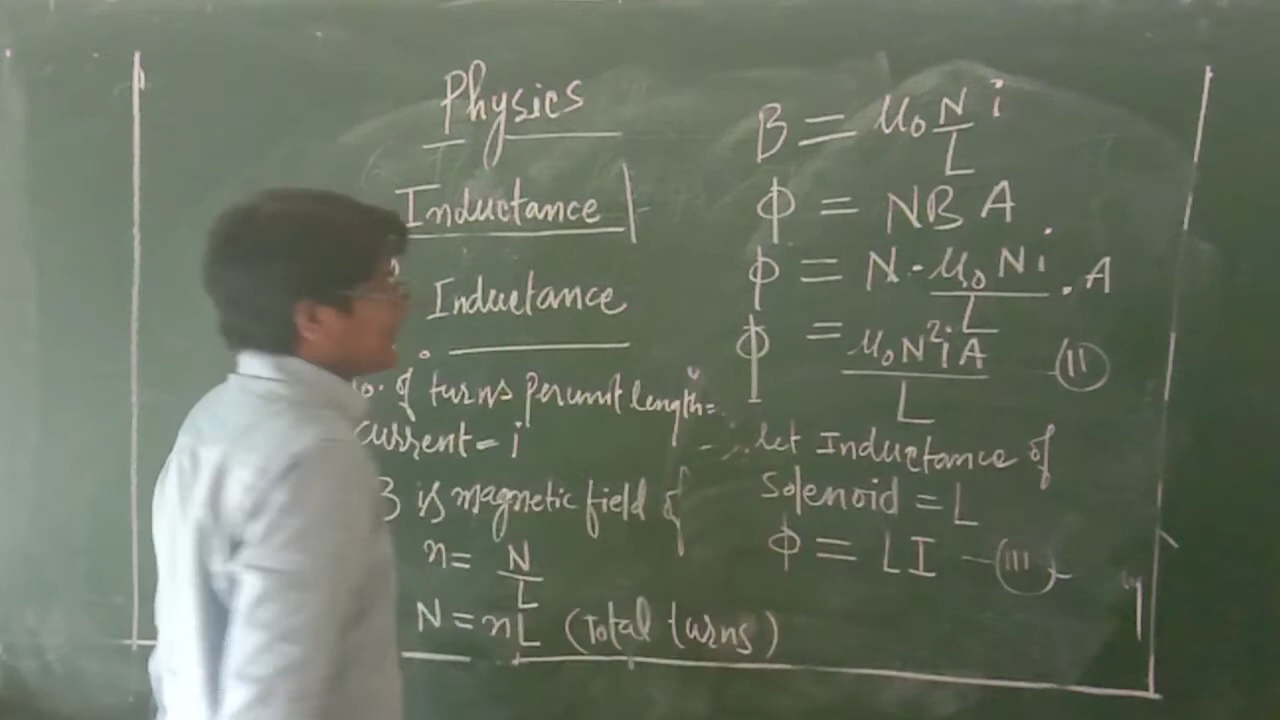 Physics
Inductance
Inductance
of turns per unit length=
current = i
is magnetic field of
n = N/L
N = nL (Total turns)
B = μ₀ N/L i
ϕ = NBA
ϕ = N · μ₀Ni/L . A
ϕ = μ₀N²iA/L (II)
let Inductance of
Solenoid = L
ϕ = LI — (III)